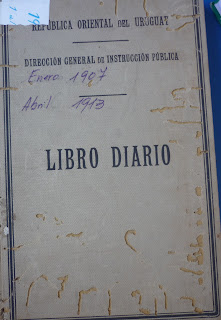 REPÚBLICA ORIENTAL DEL URUGUAY
DIRECCIÓN GENERAL DE INSTRUCCIÓN PÚBLICA
Enero 1907
Abril 1913
LIBRO DIARIO